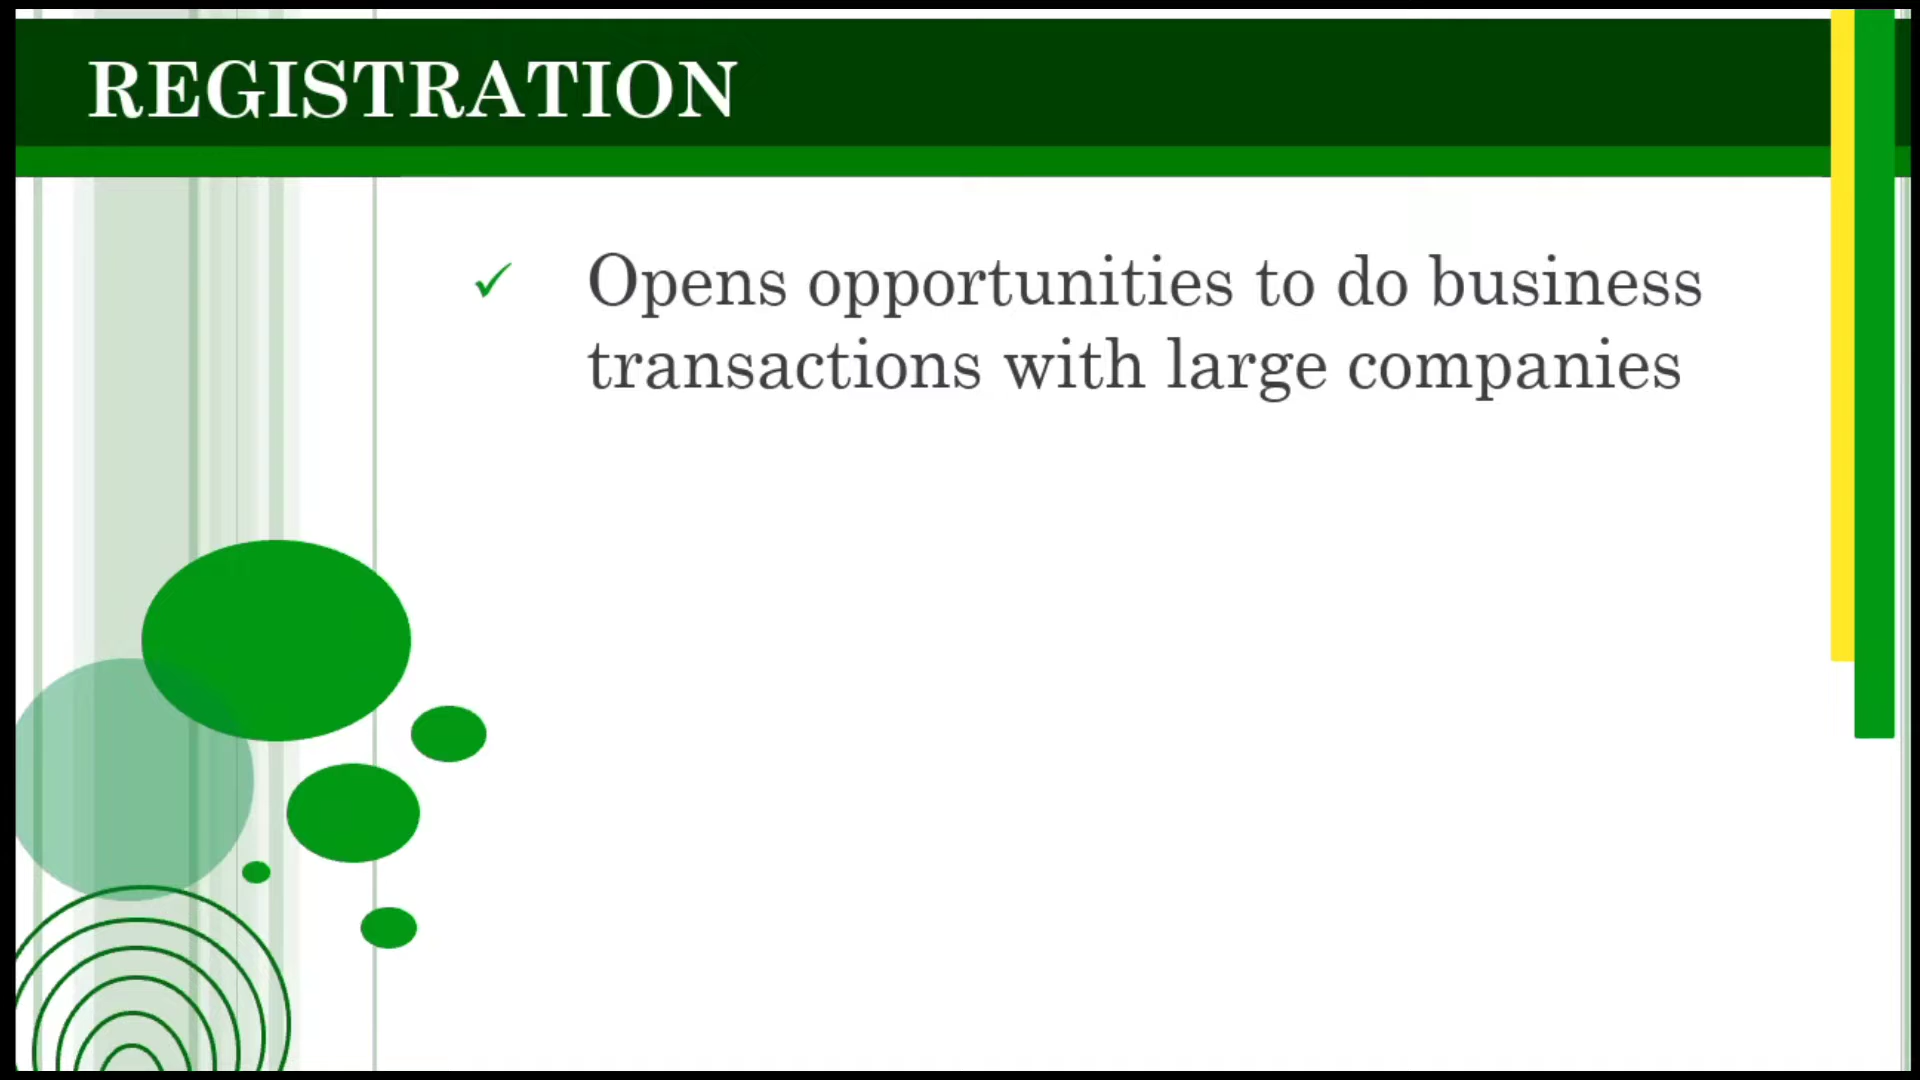 REGISTRATION
✓ Opens opportunities to do business
transactions with large companies